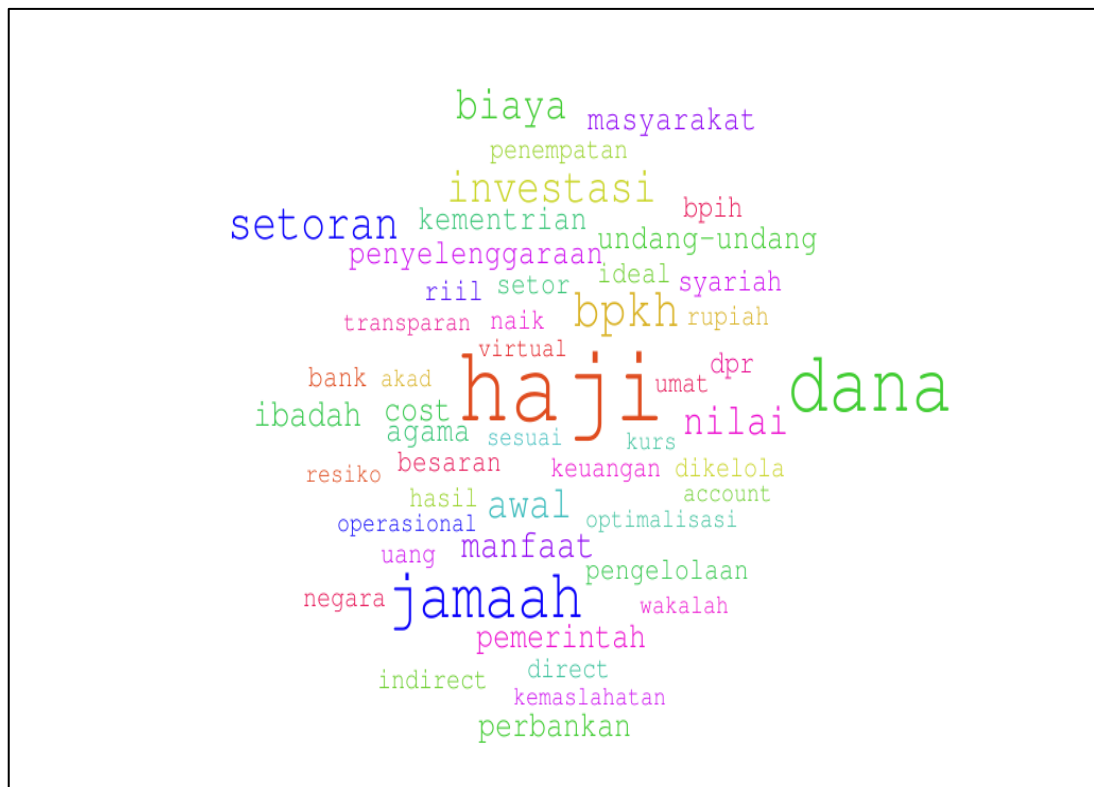 biaya
masyarakat
penempatan
investasi
bpih
setoran
kementrian
undang-undang
penyelenggaraan
ideal
syariah
riil
setor
bpkh
rupiah
transparan
naik
virtual
dpr
bank
akad
haji
umat
dana
ibadah
cost
nilai
agama
sesuai
kurs
besaran
keuangan
dikelola
resiko
hasil
account
awal
operasional
optimalisasi
uang
manfaat
pengelolaan
negara
jamaah
wakalah
pemerintah
direct
indirect
kemaslahatan
perbankan